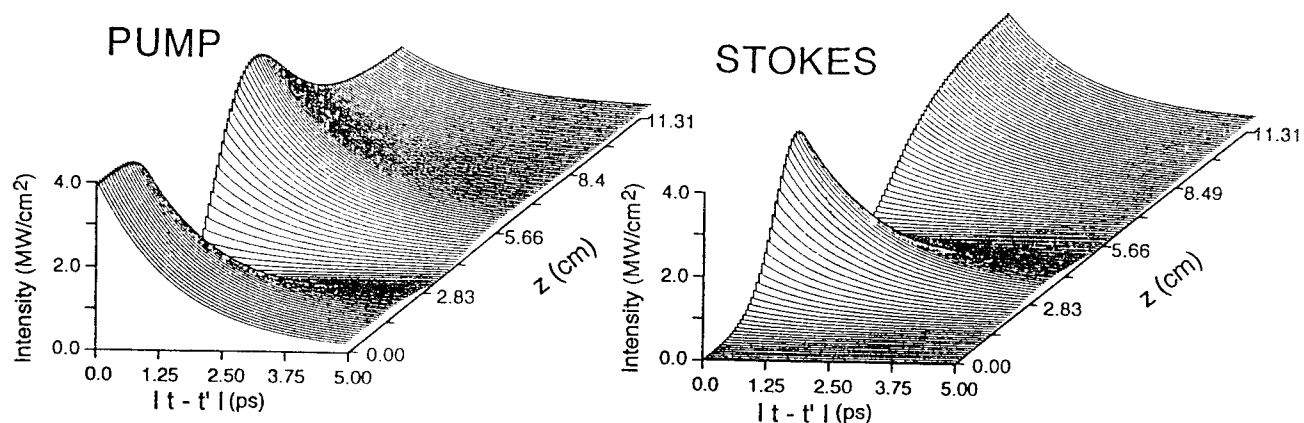 PUMP
4.0
2.0
0.0
Intensity (MW/cm2)
0.0 1.25 2.50 3.75 5.00
| t - t' | (ps)
0.00
2.83
5.66
8.4
11.31
z (cm)
STOKES
4.0
2.0
0.0
Intensity (MW/cm2)
0.0 1.25 2.50 3.75 5.00
| t - t' | (ps)
0.00
2.83
5.66
8.49
11.31
z (cm)